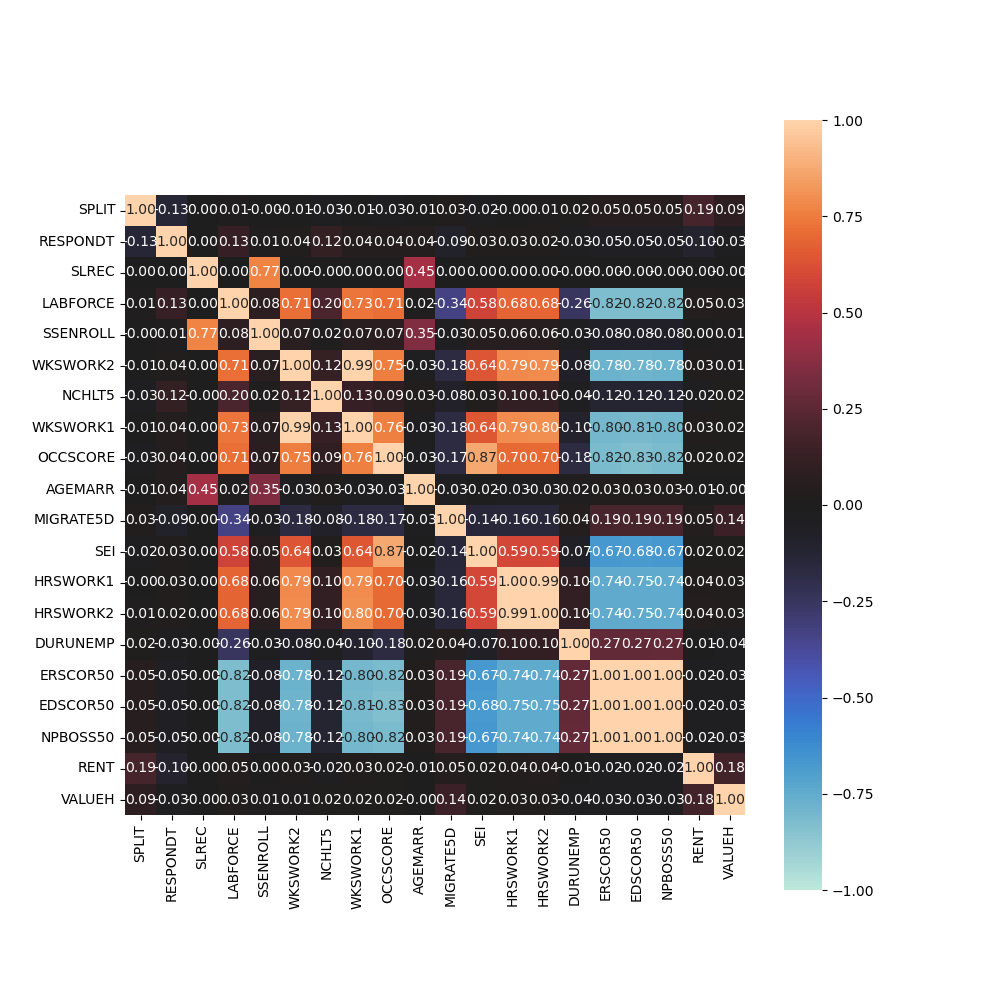 SPLIT 1.00 -0.13 0.00 0.01 -0.00 -0.01 -0.03 -0.01 -0.03 -0.01 0.03 -0.02 -0.00 0.01 0.02 0.05 0.05 0.05 0.19 0.09 1.00
RESPONDT -0.13 1.00 0.00 0.13 0.01 0.04 0.12 0.04 0.04 0.04 -0.09 0.03 0.03 0.02 -0.03 -0.05 -0.05 -0.05 -0.10 -0.03 0.75
SLREC -0.00 0.00 1.00 0.00 0.77 0.00 -0.00 0.00 0.00 0.45 0.00 0.00 0.00 0.00 -0.00 -0.00 -0.00 -0.00 -0.00 -0.00
LABFORCE -0.01 0.13 0.00 1.00 0.08 0.71 0.20 0.73 0.71 0.02 -0.34 0.58 0.68 0.68 -0.26 -0.82 -0.82 -0.82 0.05 0.03 0.50
SSENROLL -0.00 0.01 0.77 0.08 1.00 0.07 0.02 0.07 0.07 0.35 -0.03 0.05 0.06 0.06 -0.03 -0.08 -0.08 -0.08 0.00 0.01
WKSWORK2 -0.01 0.04 0.00 0.71 0.07 1.00 0.12 0.99 0.75 -0.03 -0.18 0.64 0.79 0.79 -0.08 -0.78 -0.78 -0.78 0.03 0.01
NCHLT5 -0.03 0.12 -0.00 0.20 0.02 0.12 1.00 0.13 0.09 0.03 -0.08 0.03 0.10 0.10 -0.04 -0.12 -0.12 -0.12 -0.02 0.02 0.25
WKSWORK1 -0.01 0.04 0.00 0.73 0.07 0.99 0.13 1.00 0.76 -0.03 -0.18 0.64 0.79 0.80 -0.10 -0.80 -0.81 -0.80 0.03 0.02
OCCSCORE -0.03 0.04 0.00 0.71 0.07 0.75 0.09 0.76 1.00 -0.03 -0.17 0.87 0.70 0.70 -0.18 -0.82 -0.83 -0.82 0.02 0.02
AGEMARR -0.01 0.04 0.45 0.02 0.35 -0.03 0.03 -0.03 -0.03 1.00 -0.03 -0.02 -0.03 -0.03 0.02 0.03 0.03 0.03 -0.01 -0.00 0.00
MIGRATE5D 0.03 -0.09 0.00 -0.34 -0.03 -0.18 -0.08 -0.18 -0.17 -0.03 1.00 -0.14 -0.16 -0.16 0.04 0.19 0.19 0.19 0.05 0.14
SEI -0.02 0.03 0.00 0.58 0.05 0.64 0.03 0.64 0.87 -0.02 -0.14 1.00 0.59 0.59 -0.07 -0.67 -0.68 -0.67 0.02 0.02
HRSWORK1 -0.00 0.03 0.00 0.68 0.06 0.79 0.10 0.79 0.70 -0.03 -0.16 0.59 1.00 0.99 0.10 -0.74 -0.75 -0.74 0.04 0.03 −0.25
HRSWORK2 -0.01 0.02 0.00 0.68 0.06 0.79 0.10 0.80 0.70 -0.03 -0.16 0.59 0.99 1.00 0.10 -0.74 -0.75 -0.74 0.04 0.03
DURUNEMP -0.02 -0.03 -0.00 -0.26 -0.03 -0.08 -0.04 -0.10 -0.18 0.02 0.04 -0.07 0.10 0.10 1.00 0.27 0.27 0.27 -0.01 -0.04
ERSCOR50 -0.05 -0.05 -0.00 -0.82 -0.08 -0.78 -0.12 -0.80 -0.82 0.03 0.19 -0.67 -0.74 -0.74 0.27 1.00 1.00 1.00 -0.02 -0.03
EDSCOR50 -0.05 -0.05 -0.00 -0.82 -0.08 -0.78 -0.12 -0.81 -0.83 0.03 0.19 -0.68 -0.75 -0.75 0.27 1.00 1.00 1.00 -0.02 -0.03 −0.50
NPBOSS50 -0.05 -0.05 -0.00 -0.82 -0.08 -0.78 -0.12 -0.80 -0.82 0.03 0.19 -0.67 -0.74 -0.74 0.27 1.00 1.00 1.00 -0.02 -0.03
RENT 0.19 -0.10 -0.00 0.05 0.00 0.03 -0.02 0.03 0.02 -0.01 0.05 0.02 0.04 0.04 -0.01 -0.02 -0.02 -0.02 1.00 0.18
VALUEH -0.09 -0.03 -0.00 0.03 0.01 0.01 0.02 0.02 0.02 -0.00 0.14 0.02 0.03 0.03 -0.04 -0.03 -0.03 -0.03 0.18 1.00 −0.75
−1.00
SPLIT
RESPONDT
SLREC
LABFORCE
SSENROLL
WKSWORK2
NCHLT5
WKSWORK1
OCCSCORE
AGEMARR
MIGRATE5D
SEI
HRSWORK1
HRSWORK2
DURUNEMP
ERSCOR50
EDSCOR50
NPBOSS50
RENT
VALUEH